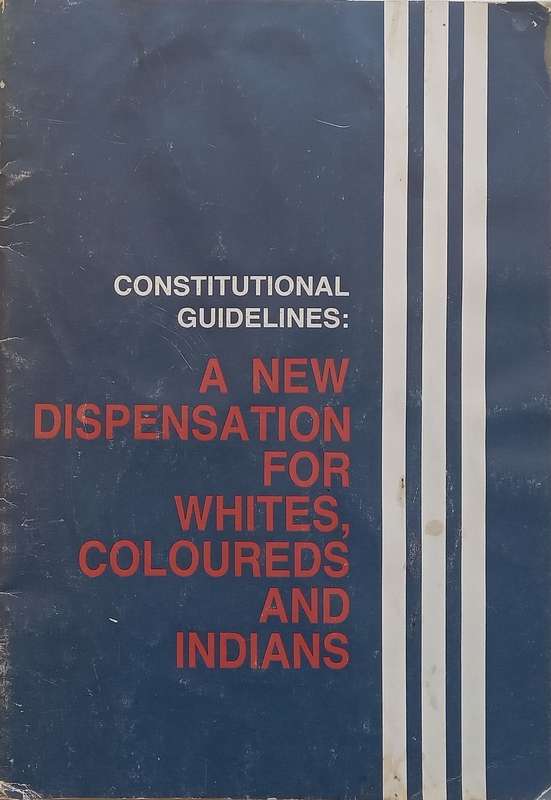 CONSTITUTIONAL
GUIDELINES:
A NEW
DISPENSATION
FOR
WHITES,
COLOUREDS
AND
INDIANS